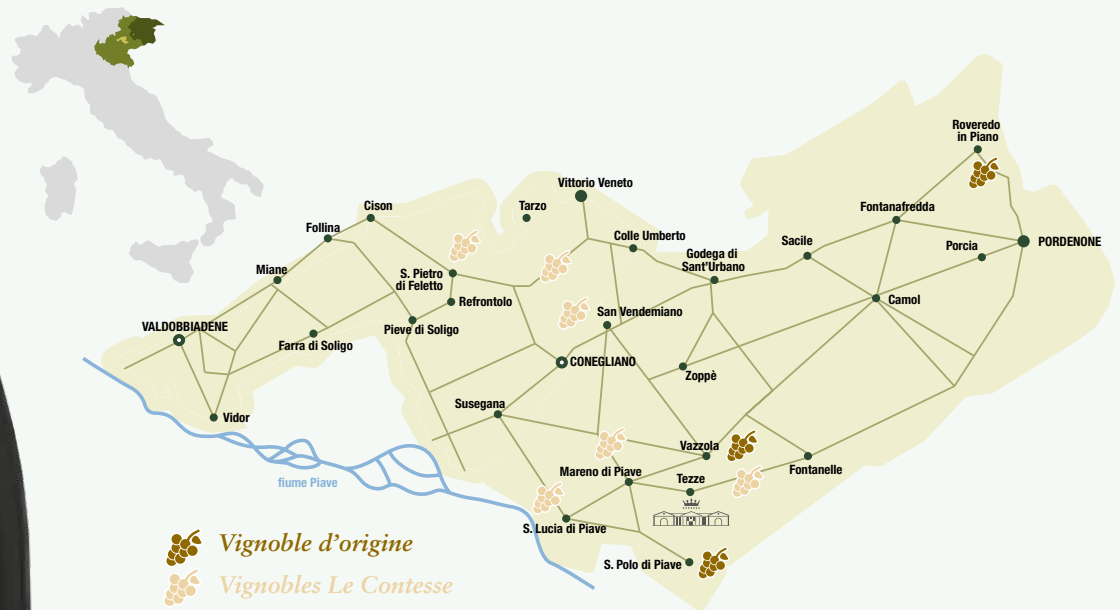 Roveredo
in Piano
Vittorio Veneto
Cison
Tarzo
Fontanafredda
Follina
Colle Umberto
Sacile
PORDENONE
Porcia
Godega di
Sant'Urbano
Miane
S. Pietro
di Feletto
Refrontolo
Camol
San Vendemiano
VALDOBBIADENE
Pieve di Soligo
Farra di Soligo
CONEGLIANO
Zoppè
Susegana
Vidor
Vazzola
Mareno di Piave
Fontanelle
Tezze
fiume Piave
S. Lucia di Piave
Vignoble d'origine
S. Polo di Piave
Vignobles Le Contesse